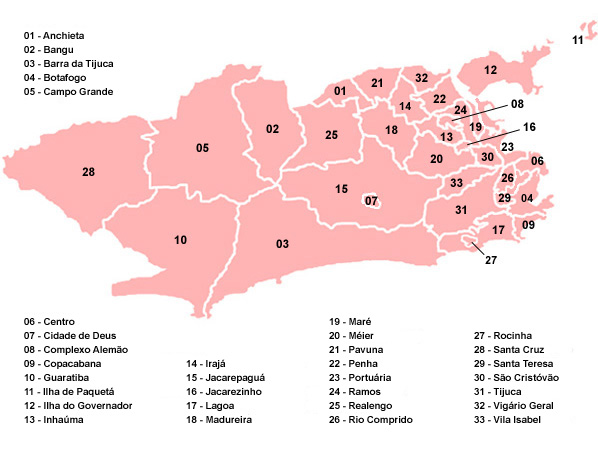 01 - Anchieta
02 - Bangu
03 - Barra da Tijuca
04 - Botafogo
05 - Campo Grande
11
32
12
21
01
22
14
24
08
02
25
18
19
13
16
05
23
20
30
06
28
26
33
15
07
29
04
31
09
10
03
17
27
06 - Centro
07 - Cidade de Deus
08 - Complexo Alemão
09 - Copacabana
10 - Guaratiba
11 - Ilha de Paquetá
12 - Ilha do Governador
13 - Inhaúma
14 - Irajá
15 - Jacarepaguá
16 - Jacarezinho
17 - Lagoa
18 - Madureira
19 - Maré
20 - Méier
21 - Pavuna
22 - Penha
23 - Portuária
24 - Ramos
25 - Realengo
26 - Rio Comprido
27 - Rocinha
28 - Santa Cruz
29 - Santa Teresa
30 - São Cristóvão
31 - Tijuca
32 - Vigário Geral
33 - Vila Isabel